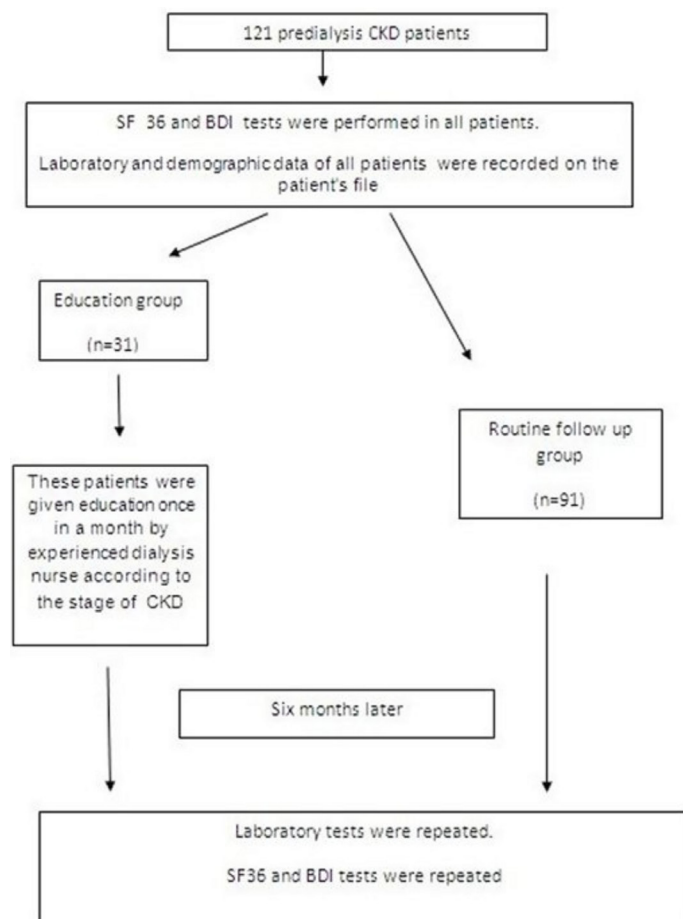 121 predialysis CKD patients
SF 36 and BDI tests were performed in all patients.
Laboratory and demographic data of all patients were recorded on the
patient's file
Education group
(n=31)
Routine follow up
group
(n=91)
These patients were
given education once
in a month by
experienced dialysis
nurse according to
the stage of CKD
Six months later
Laboratory tests were repeated.
SF36 and BDI tests were repeated